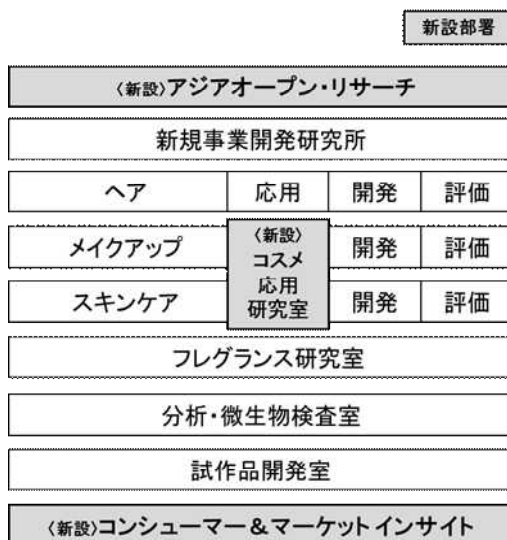 新設部署
〈新設〉アジアオープン・リサーチ
新規事業開発研究所
ヘア 応用 開発 評価
メイクアップ 〈新設〉コスメ応用研究室 開発 評価
スキンケア 開発 評価
フレグランス研究室
分析・微生物検査室
試作品開発室
〈新設〉コンシューマー＆マーケットインサイト